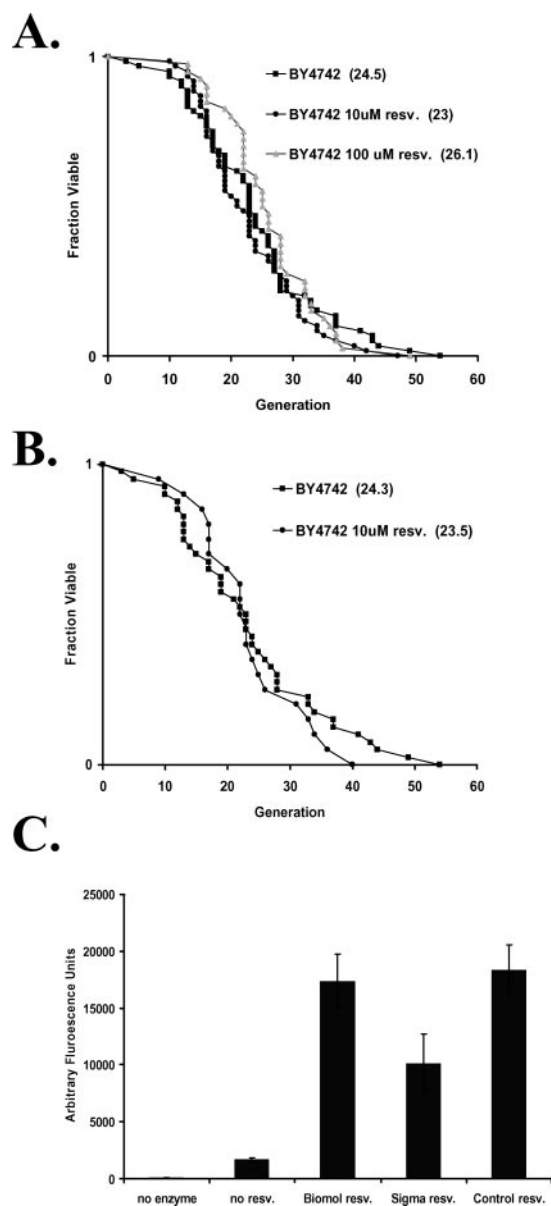 A.
1
BY4742 (24.5)
BY4742 10uM resv. (23)
BY4742 100 uM resv. (26.1)
Fraction Viable
0
0 10 20 30 40 50 60
Generation
B.
1
BY4742 (24.3)
BY4742 10uM resv. (23.5)
Fraction Viable
0
0 10 20 30 40 50 60
Generation
C.
25000
20000
15000
10000
5000
0
Arbitrary Fluroescence Units
no enzyme no resv. Biomol resv. Sigma resv. Control resv.